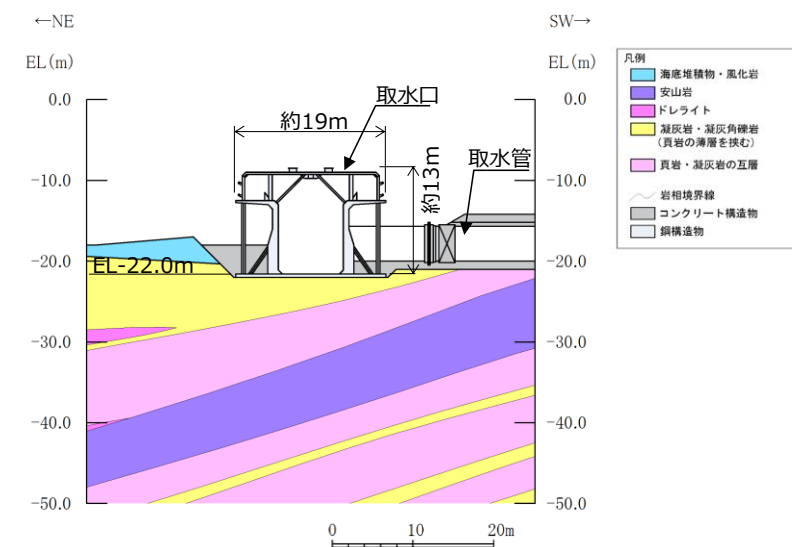 ←NE
SW→
EL(m)
EL(m)
0.0
0.0
-10.0
-10.0
-20.0
-20.0
-30.0
-30.0
-40.0
-40.0
-50.0
-50.0
取水口
約19m
約13m
取水管
EL-22.0m
0 10 20m
凡例
海底堆積物・風化岩
安山岩
ドレライト
凝灰岩・凝灰角礫岩
(頁岩の薄層を挟む)
頁岩・凝灰岩の互層
岩相境界線
コンクリート構造物
鋼構造物